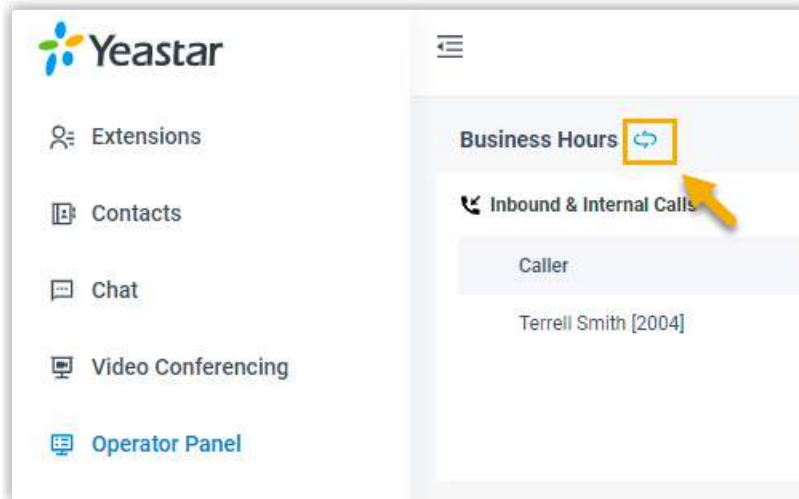 Yeastar
Extensions
Contacts
Chat
Video Conferencing
Operator Panel
Business Hours
Inbound & Internal Calls
Caller
Terrell Smith [2004]